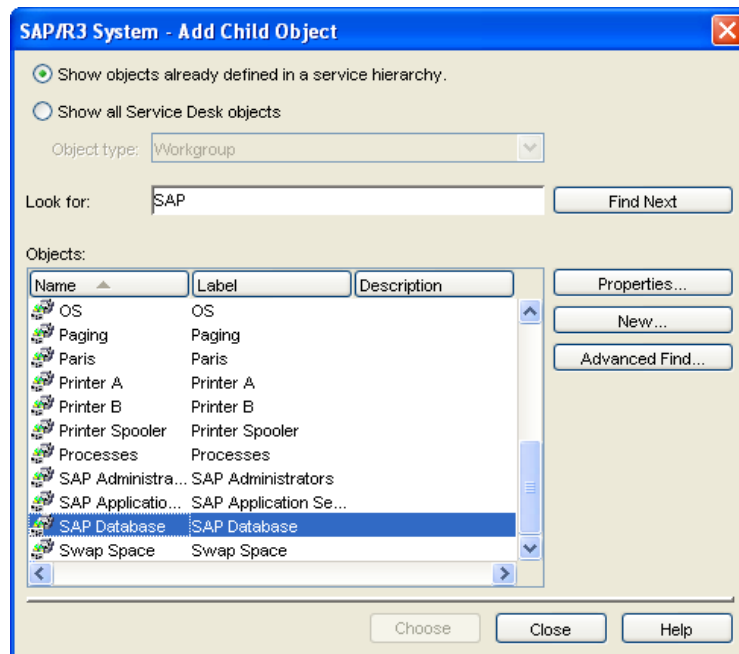 SAP/R3 System - Add Child Object
Show objects already defined in a service hierarchy.
Show all Service Desk objects
Object type: Workgroup
Look for: SAP Find Next
Objects:
Name Label Description Properties...
OS OS
New...
Paging Paging
Paris Paris Advanced Find...
Printer A Printer A
Printer B Printer B
Printer Spooler Printer Spooler
Processes Processes
SAP Administra... SAP Administrators
SAP Applicatio... SAP Application Se...
SAP Database SAP Database
Swap Space Swap Space
Choose Close Help